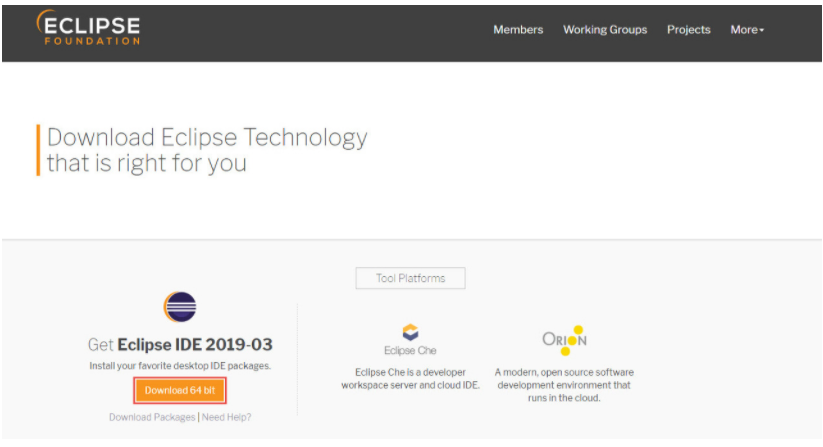 ECLIPSE
FOUNDATION
Members Working Groups Projects More
Download Eclipse Technology
that is right for you
Tool Platforms
Get Eclipse IDE 2019-03
Install your favorite desktop IDE packages.
Download 64 bit
Download Packages | Need Help?
Eclipse Che
Eclipse Che is a developer
workspace server and cloud IDE.
ORION
A modern, open source software
development environment that
runs in the cloud.